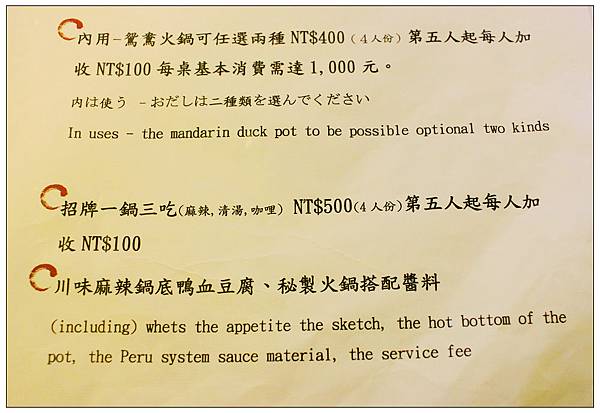 內用-鴛鴦火鍋可任選兩種 NT$400 (4人份) 第五人起每人加
收 NT$100 每桌基本消費需達 1,000 元。
内は使う - おだしは二種類を選んでください
In uses - the mandarin duck pot to be possible optional two kinds
招牌一鍋三吃(麻辣,清湯,咖哩) NT$500(4人份)第五人起每人加
收 NT$100
川味麻辣鍋底鴨血豆腐、秘製火鍋搭配醬料
(including) whets the appetite the sketch, the hot bottom of the
pot, the Peru system sauce material, the service fee